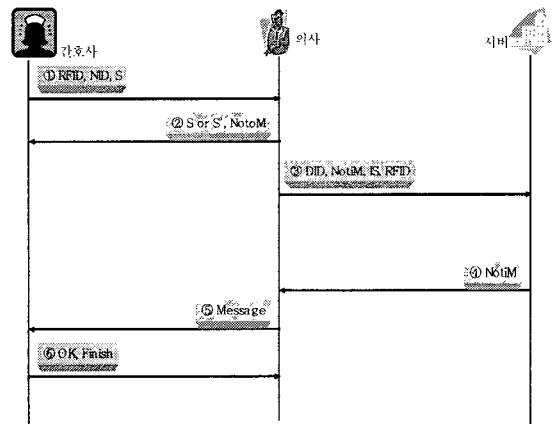 간호사
의사
서버
① RFID, NID, S
② S or S', NotoM
③ DID, NotiM, IS, RFID
④ NotiM
⑤ Message
⑥ OK, Finish